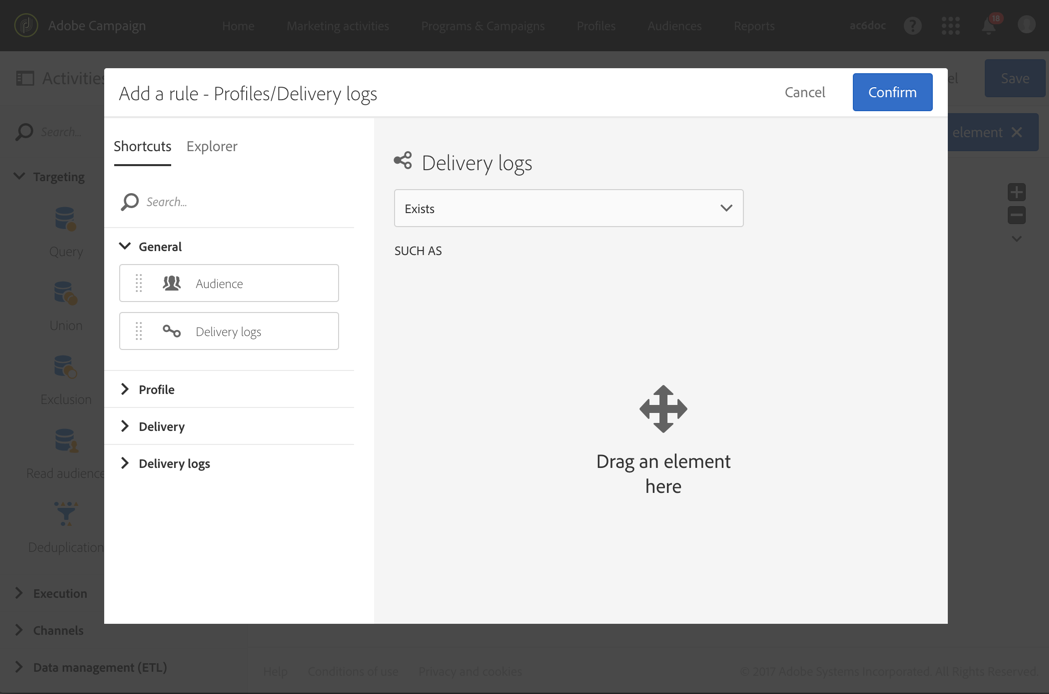 Adobe Campaign
Home
Marketing activities
Programs & Campaigns
Profiles
Audiences
Reports
ac6doc
18
Activities
Save
Search..
element
Targeting
Query
Union
Exclusion
Read audience
Deduplication
Execution
Channels
Data management (ETL)
Add a rule - Profiles/Delivery logs
Cancel
Confirm
Shortcuts
Explorer
Search...
General
Audience
Delivery logs
Profile
Delivery
Delivery logs
Delivery logs
Exists
SUCH AS
Drag an element
here
Help
Conditions of use
Privacy and cookies
© 2017 Adobe Systems Incorporated. All Rights Reserved.